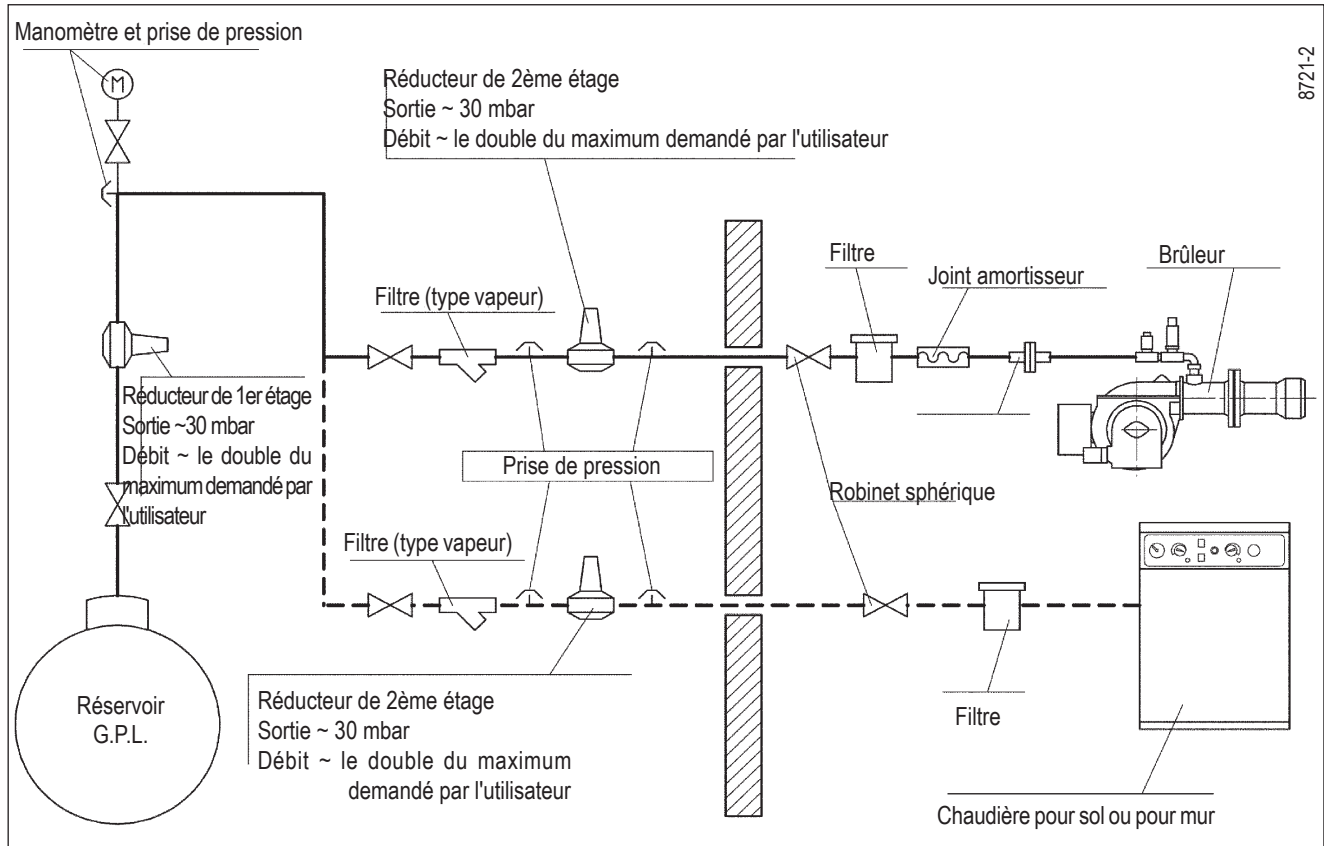 Manomètre et prise de pression
M
8721-2
Réducteur de 2ème étage
Sortie ~ 30 mbar
Débit ~ le double du maximum demandé par l'utilisateur
Filtre
Brûleur
Joint amortisseur
Filtre (type vapeur)
Réducteur de 1er étage
Sortie ~30 mbar
Débit ~ le double du
maximum demandé par
l'utilisateur
Prise de pression
Robinet sphérique
Filtre (type vapeur)
Réservoir
G.P.L.
Réducteur de 2ème étage
Sortie ~ 30 mbar
Débit ~ le double du maximum
demandé par l'utilisateur
Filtre
Chaudière pour sol ou pour mur